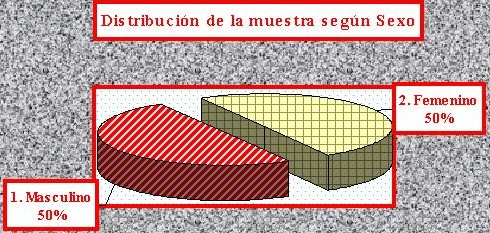 Distribución de la muestra según Sexo
2. Femenino
50%
1. Masculino
50%